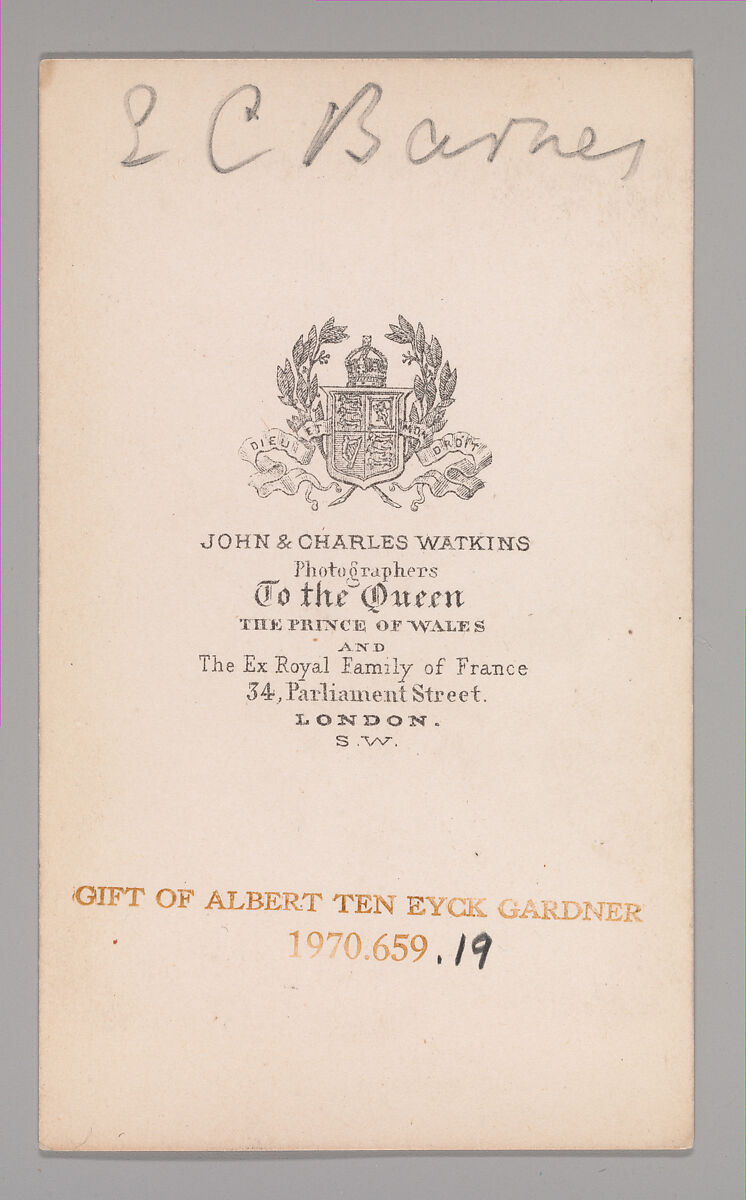 E C Barnes
DIEU ET MON DROIT
JOHN & CHARLES WATKINS
Photographers
To the Queen
THE PRINCE OF WALES
AND
The Ex Royal Family of France
34, Parliament Street.
LONDON.
S.W.
GIFT OF ALBERT TEN EYCK GARDNER
1970.659.19